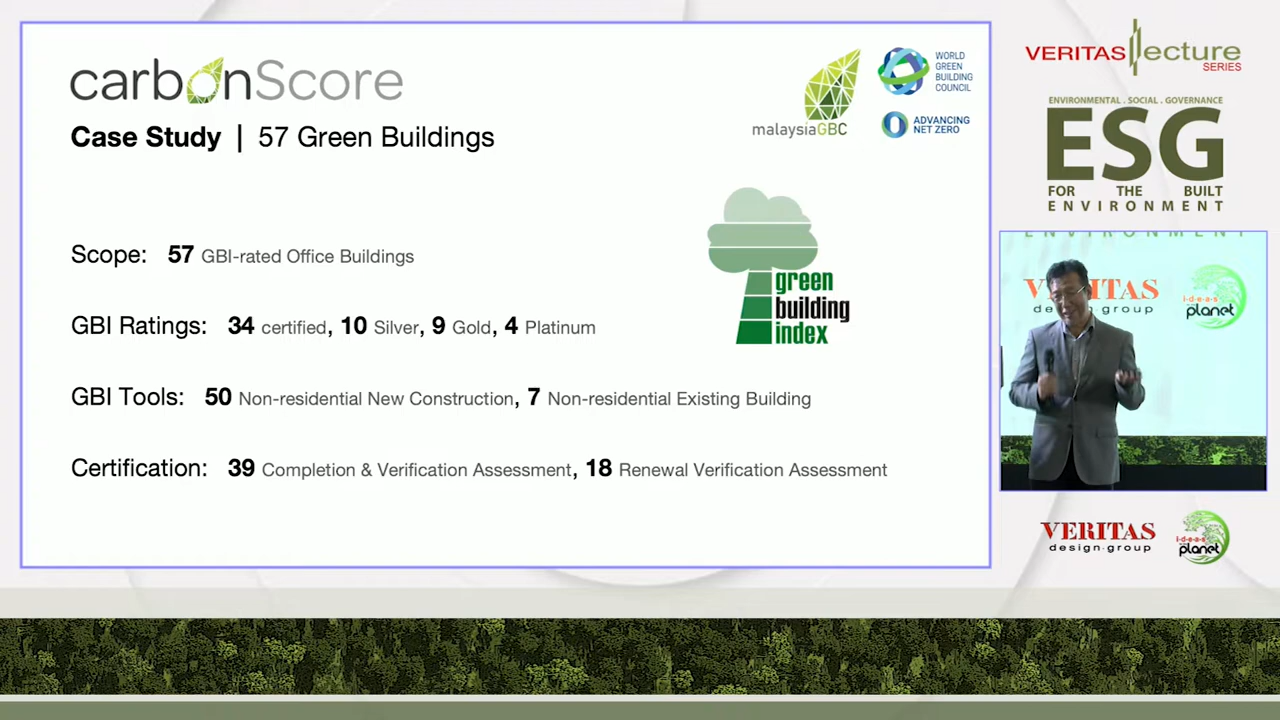 carbonScore
Case Study | 57 Green Buildings
malaysiaGBC
WORLD
GREEN
BUILDING
COUNCIL
ADVANCING
NET ZERO
Scope: 57 GBI-rated Office Buildings
GBI Ratings: 34 certified, 10 Silver, 9 Gold, 4 Platinum
GBI Tools: 50 Non-residential New Construction, 7 Non-residential Existing Building
Certification: 39 Completion & Verification Assessment, 18 Renewal Verification Assessment
green
building
index
VERITAS lecture
SERIES
ENVIRONMENTAL . SOCIAL . GOVERNANCE
ESG
FOR THE BUILT
ENVIRONMENT
ENVIRONMENT
VERITAS
design group
i-d-e-a-s
planet
VERITAS
design group
i-d-e-a-s
planet